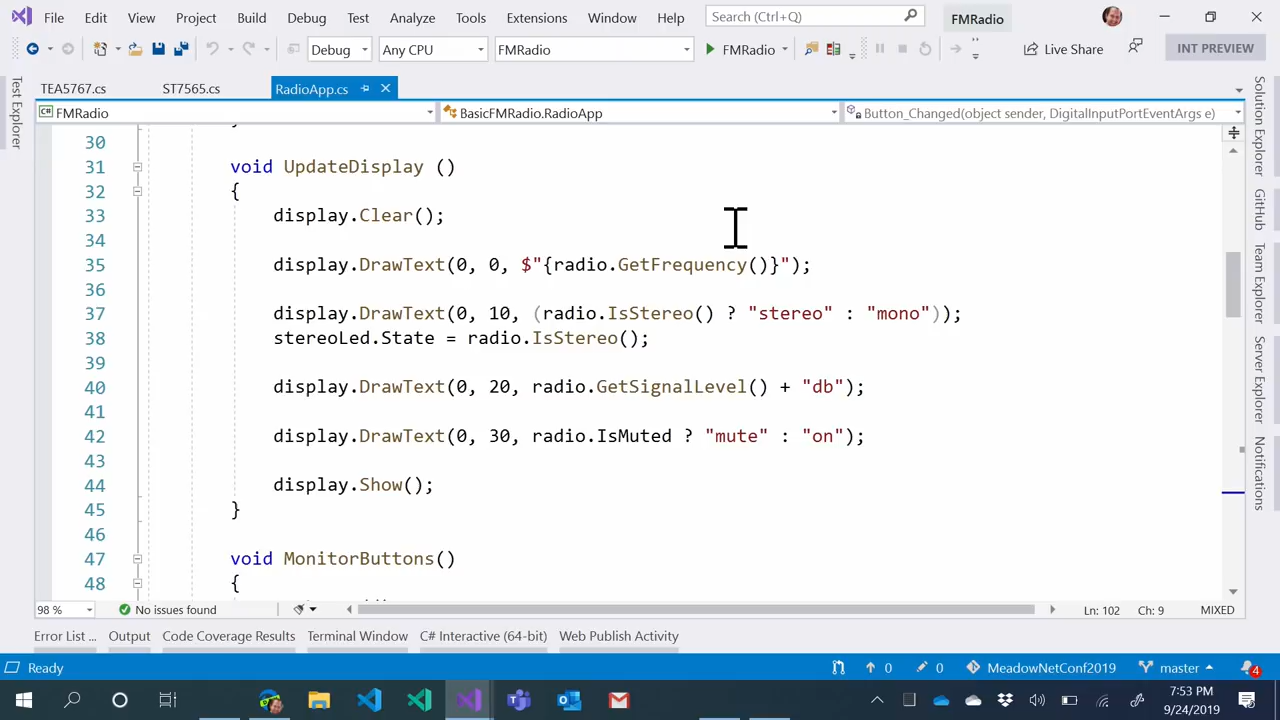 File Edit View Project Build Debug Test Analyze Tools Extensions Window Help Search (Ctrl+Q) FMRadio
Debug Any CPU FMRadio FMRadio Live Share INT PREVIEW
TEA5767.cs ST7565.cs RadioApp.cs
FMRadio BasicFMRadio.RadioApp Button_Changed(object sender, DigitalInputPortEventArgs e)
30
31 void UpdateDisplay ()
32 {
33 display.Clear();
34
35 display.DrawText(0, 0, $"{radio.GetFrequency()}");
36
37 display.DrawText(0, 10, (radio.IsStereo() ? "stereo" : "mono"));
38 stereoLed.State = radio.IsStereo();
39
40 display.DrawText(0, 20, radio.GetSignalLevel() + "db");
41
42 display.DrawText(0, 30, radio.IsMuted ? "mute" : "on");
43
44 display.Show();
45 }
46
47 void MonitorButtons()
48 {
98 % No issues found Ln: 102 Ch: 9 MIXED
Error List ... Output Code Coverage Results Terminal Window C# Interactive (64-bit) Web Publish Activity
Ready 0 0 MeadowNetConf2019 master 4
7:53 PM
9/24/2019
Test Explorer
Solution Explorer
GitHub
Team Explorer
Server Explorer
Notifications